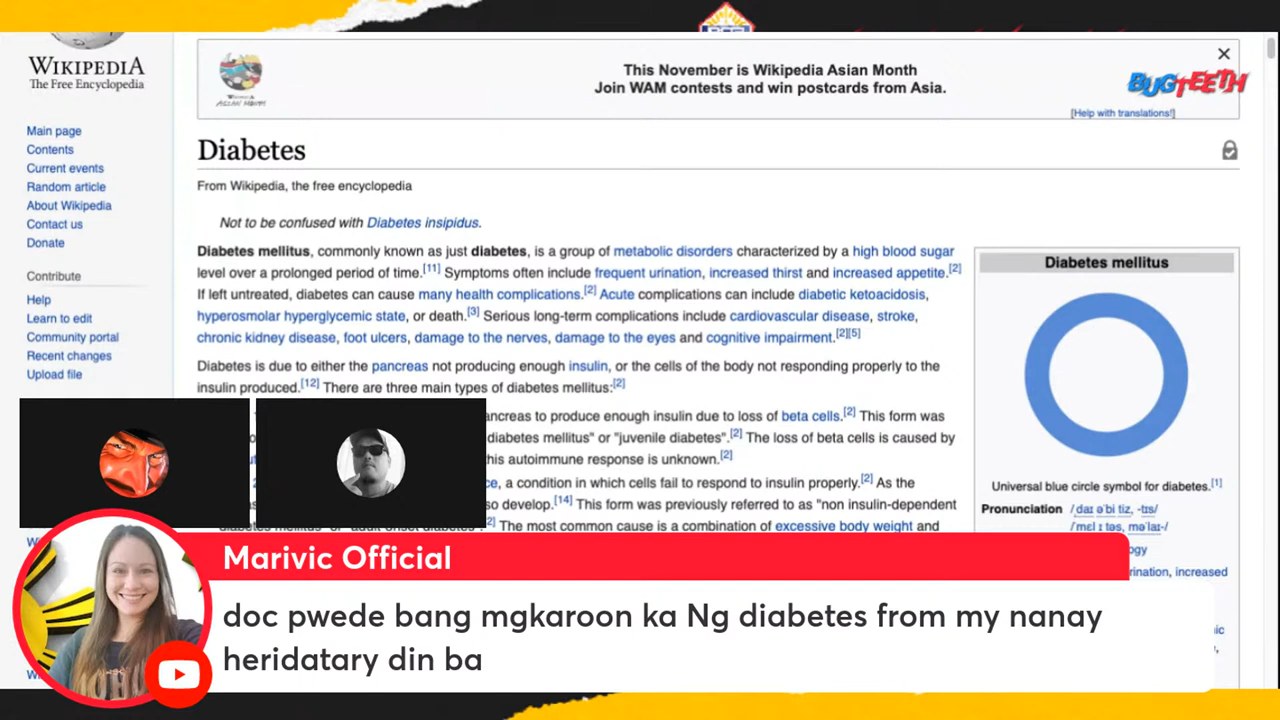 WIKIPEDIA
The Free Encyclopedia
Main page
Contents
Current events
Random article
About Wikipedia
Contact us
Donate
Contribute
Help
Learn to edit
Community portal
Recent changes
Upload file
WIKIPEDIA
ASIAN MONTH
This November is Wikipedia Asian Month
Join WAM contests and win postcards from Asia.
[Help with translations!]
BUGTEETH
Diabetes
From Wikipedia, the free encyclopedia
Not to be confused with Diabetes insipidus.
Diabetes mellitus, commonly known as just diabetes, is a group of metabolic disorders characterized by a high blood sugar
level over a prolonged period of time.[11] Symptoms often include frequent urination, increased thirst and increased appetite.[2]
If left untreated, diabetes can cause many health complications.[2] Acute complications can include diabetic ketoacidosis,
hyperosmolar hyperglycemic state, or death.[3] Serious long-term complications include cardiovascular disease, stroke,
chronic kidney disease, foot ulcers, damage to the nerves, damage to the eyes and cognitive impairment.[2][5]
Diabetes is due to either the pancreas not producing enough insulin, or the cells of the body not responding properly to the
insulin produced.[12] There are three main types of diabetes mellitus:[2]
pancreas to produce enough insulin due to loss of beta cells.[2] This form was
diabetes mellitus" or "juvenile diabetes".[2] The loss of beta cells is caused by
this autoimmune response is unknown.[2]
a condition in which cells fail to respond to insulin properly.[2] As the
develop.[14] This form was previously referred to as "non insulin-dependent
[2] The most common cause is a combination of excessive body weight and
Diabetes mellitus
Universal blue circle symbol for diabetes.[1]
Pronunciation /ˌdaɪəˈbiːtiːz, -tɪs/
urination, increased
Marivic Official
doc pwede bang mgkaroon ka Ng diabetes from my nanay
heridatary din ba